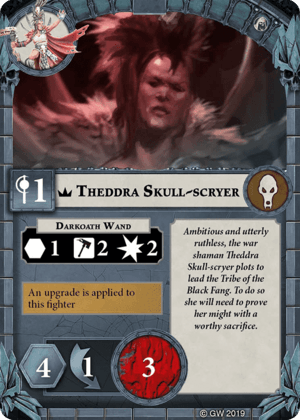 1
THEDDRA SKULL-SCRYER
DARKOATH WAND
1 2 2
An upgrade is applied to
this fighter
Ambitious and utterly
ruthless, the war
shaman Theddra
Skull-scryer plots to
lead the Tribe of the
Black Fang. To do so
she will need to prove
her might with a
worthy sacrifice.
4 1 3
© GW 2019